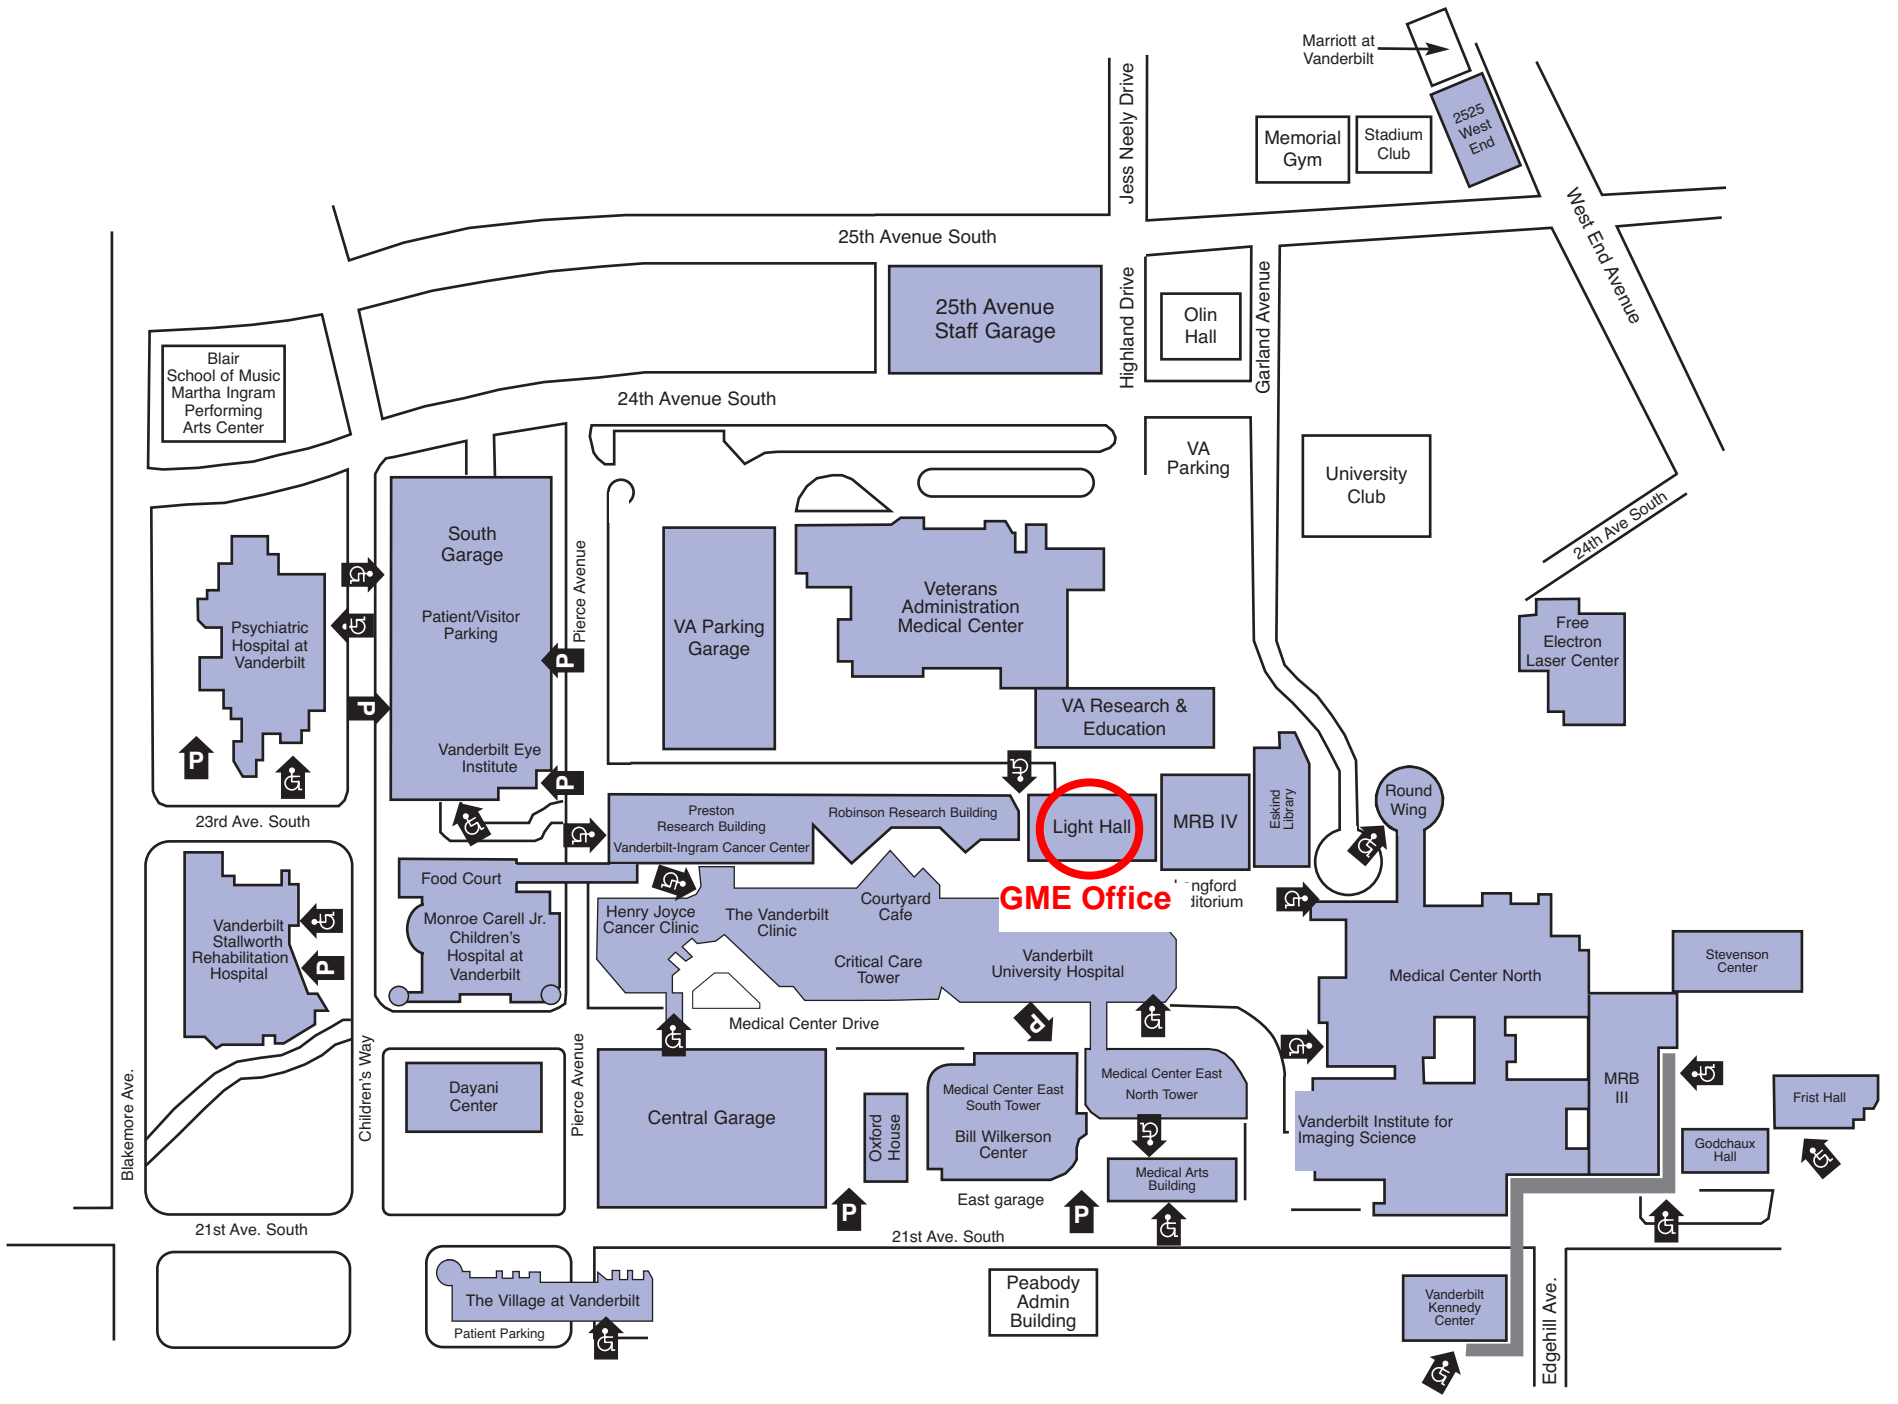 Marriott at
Vanderbilt
2525
West
End
Memorial
Gym
Stadium
Club
Jess Neely Drive
West End Avenue
25th Avenue South
25th Avenue
Staff Garage
Highland Drive
Olin
Hall
Garland Avenue
Blair
School of Music
Martha Ingram
Performing
Arts Center
24th Avenue South
VA
Parking
University
Club
24th Ave South
South
Garage
Patient/Visitor
Parking
Vanderbilt Eye
Institute
Pierce Avenue
VA Parking
Garage
Veterans
Administration
Medical Center
VA Research &
Education
Free
Electron
Laser Center
Psychiatric
Hospital at
Vanderbilt
P
P
P
P
23rd Ave. South
Preston
Research Building
Vanderbilt-Ingram Cancer Center
Robinson Research Building
Light Hall
MRB IV
Eskind
Library
Round
Wing
GME Office
Food Court
Monroe Carell Jr.
Children's
Hospital at
Vanderbilt
Henry Joyce
Cancer Clinic
The Vanderbilt
Clinic
Courtyard
Cafe
Critical Care
Tower
Vanderbilt
University Hospital
Vanderbilt
Stallworth
Rehabilitation
Hospital
P
Medical Center North
Stevenson
Center
Medical Center Drive
P
Blakemore Ave.
Children's Way
Dayani
Center
Pierce Avenue
Central Garage
Oxford
House
Medical Center East
South Tower
Bill Wilkerson
Center
Medical Center East
North Tower
Medical Arts
Building
East garage
P
P
Vanderbilt Institute for
Imaging Science
MRB
III
Frist Hall
Godchaux
Hall
21st Ave. South
21st Ave. South
The Village at Vanderbilt
Patient Parking
Peabody
Admin
Building
Vanderbilt
Kennedy
Center
Edgehill Ave.